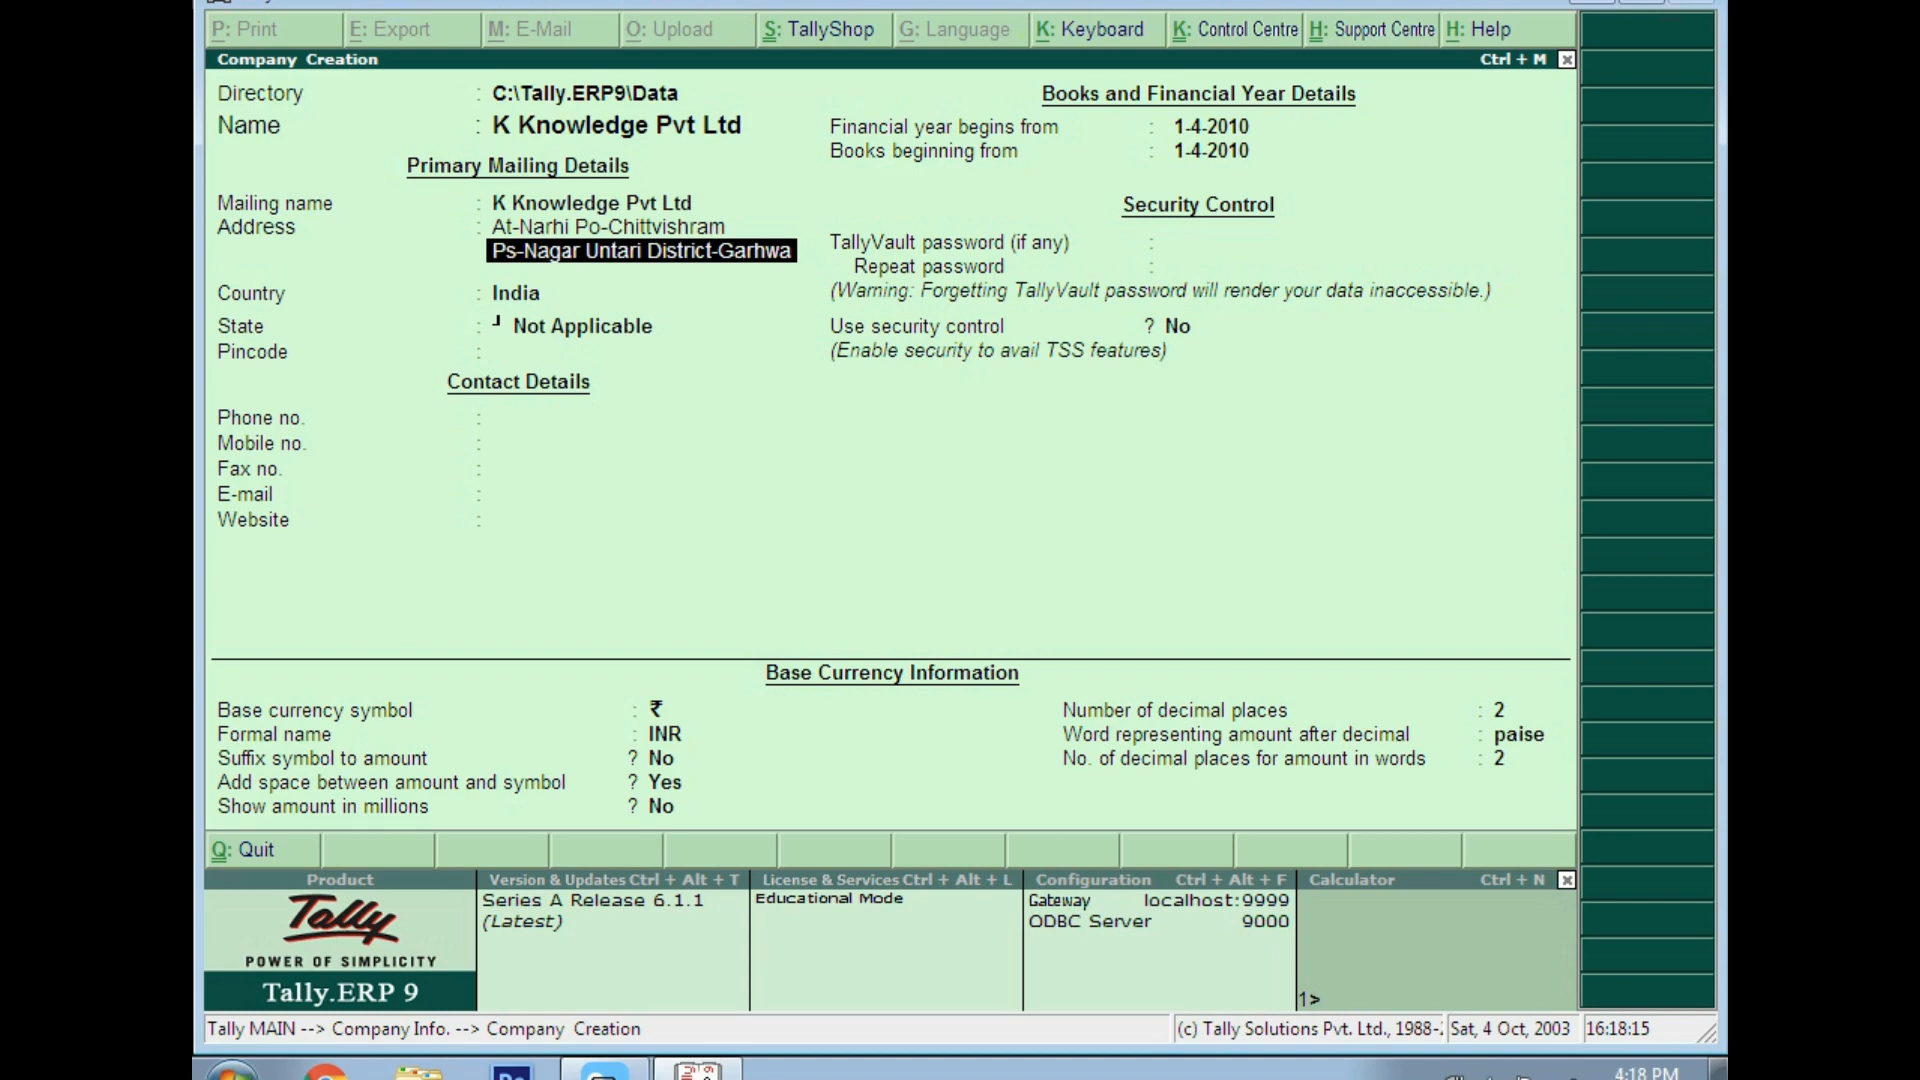 P: Print
E: Export
M: E-Mail
O: Upload
S: TallyShop
G: Language
K: Keyboard
K: Control Centre
H: Support Centre
H: Help
Company Creation
Ctrl + M
Directory : C:\Tally.ERP9\Data
Name : K Knowledge Pvt Ltd
Primary Mailing Details
Mailing name : K Knowledge Pvt Ltd
Address : At-Narhi Po-Chittvishram
Ps-Nagar Untari District-Garhwa
Country : India
State : ┘ Not Applicable
Pincode :
Contact Details
Phone no. :
Mobile no. :
Fax no. :
E-mail :
Website :
Books and Financial Year Details
Financial year begins from : 1-4-2010
Books beginning from : 1-4-2010
Security Control
TallyVault password (if any) :
Repeat password :
(Warning: Forgetting TallyVault password will render your data inaccessible.)
Use security control ? No
(Enable security to avail TSS features)
Base Currency Information
Base currency symbol : ₹
Formal name : INR
Suffix symbol to amount ? No
Add space between amount and symbol ? Yes
Show amount in millions ? No
Number of decimal places : 2
Word representing amount after decimal : paise
No. of decimal places for amount in words : 2
Q: Quit
Product
Tally
POWER OF SIMPLICITY
Tally.ERP 9
Version & Updates Ctrl + Alt + T
Series A Release 6.1.1
(Latest)
License & Services Ctrl + Alt + L
Educational Mode
Configuration Ctrl + Alt + F
Gateway localhost:9999
ODBC Server 9000
Calculator Ctrl + N
1>
Tally MAIN --> Company Info. --> Company Creation
(c) Tally Solutions Pvt. Ltd., 1988-
Sat, 4 Oct, 2003
16:18:15
4:18 PM